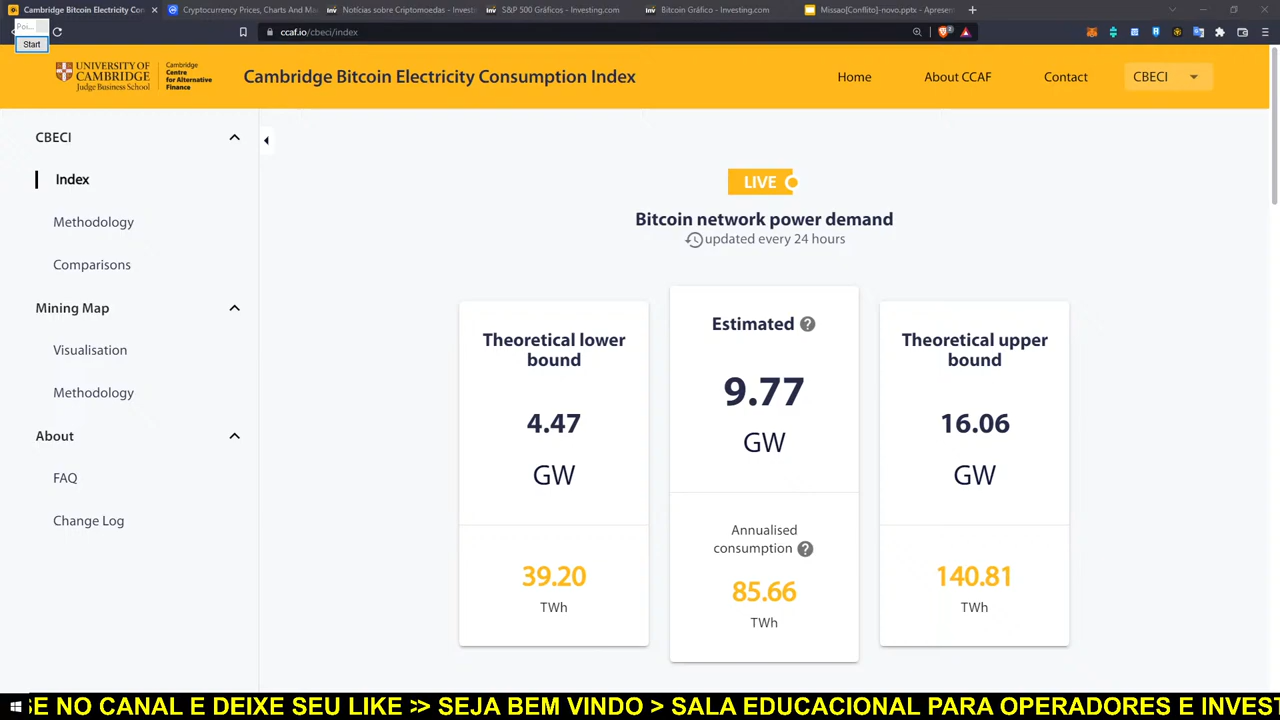 Cambridge Bitcoin Electricity Con
Cryptocurrency Prices, Charts And Ma
Notícias sobre Criptomoedas - Invest
S&P 500 Gráficos - Investing.com
Bitcoin Gráfico - Investing.com
Missao[Conflito]-novo.pptx - Apresen
Poi...
Start
ccaf.io/cbeci/index
UNIVERSITY OF
CAMBRIDGE
Judge Business School
Cambridge
Centre
for Alternative
Finance
Cambridge Bitcoin Electricity Consumption Index
Home
About CCAF
Contact
CBECI
CBECI
Index
Methodology
Comparisons
Mining Map
Visualisation
Methodology
About
FAQ
Change Log
LIVE
Bitcoin network power demand
updated every 24 hours
Theoretical lower
bound
4.47
GW
39.20
TWh
Estimated
9.77
GW
Annualised
consumption
85.66
TWh
Theoretical upper
bound
16.06
GW
140.81
TWh
SE NO CANAL E DEIXE SEU LIKE >> SEJA BEM VINDO > SALA EDUCACIONAL PARA OPERADORES E INVES